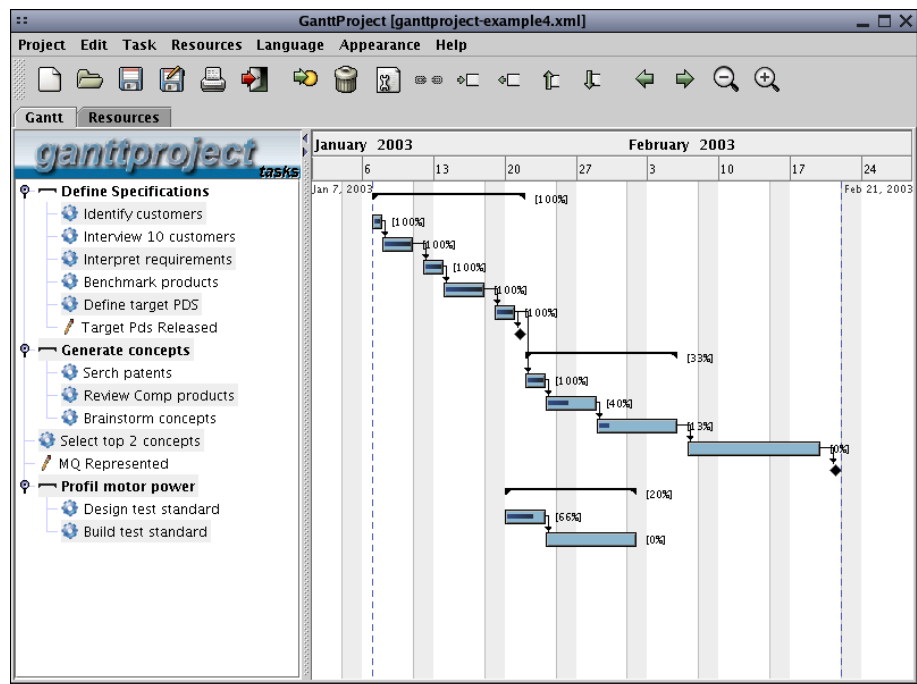 GanttProject [ganttproject-example4.xml]
Project Edit Task Resources Language Appearance Help
Gantt Resources
ganttproject
tasks
January 2003 February 2003
6 13 20 27 3 10 17 24
Jan 7, 2003 Feb 21, 2003
Define Specifications [100%]
Identify customers [100%]
Interview 10 customers [100%]
Interpret requirements [100%]
Benchmark products [100%]
Define target PDS [100%]
Target Pds Released
Generate concepts [33%]
Serch patents [100%]
Review Comp products [40%]
Brainstorm concepts [13%]
Select top 2 concepts [0%]
MQ Represented
Profil motor power [20%]
Design test standard [66%]
Build test standard [0%]